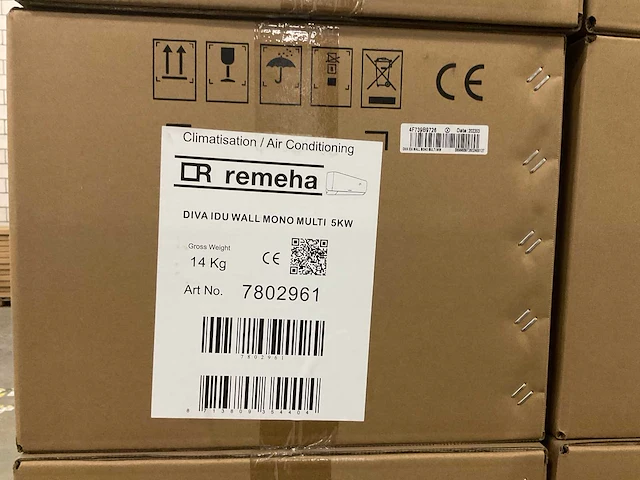 CE
Climatisation / Air Conditioning
remeha
DIVA IDU WALL MONO MULTI 5KW
Gross Weight
14 Kg
CE
Art No. 7802961
7802961